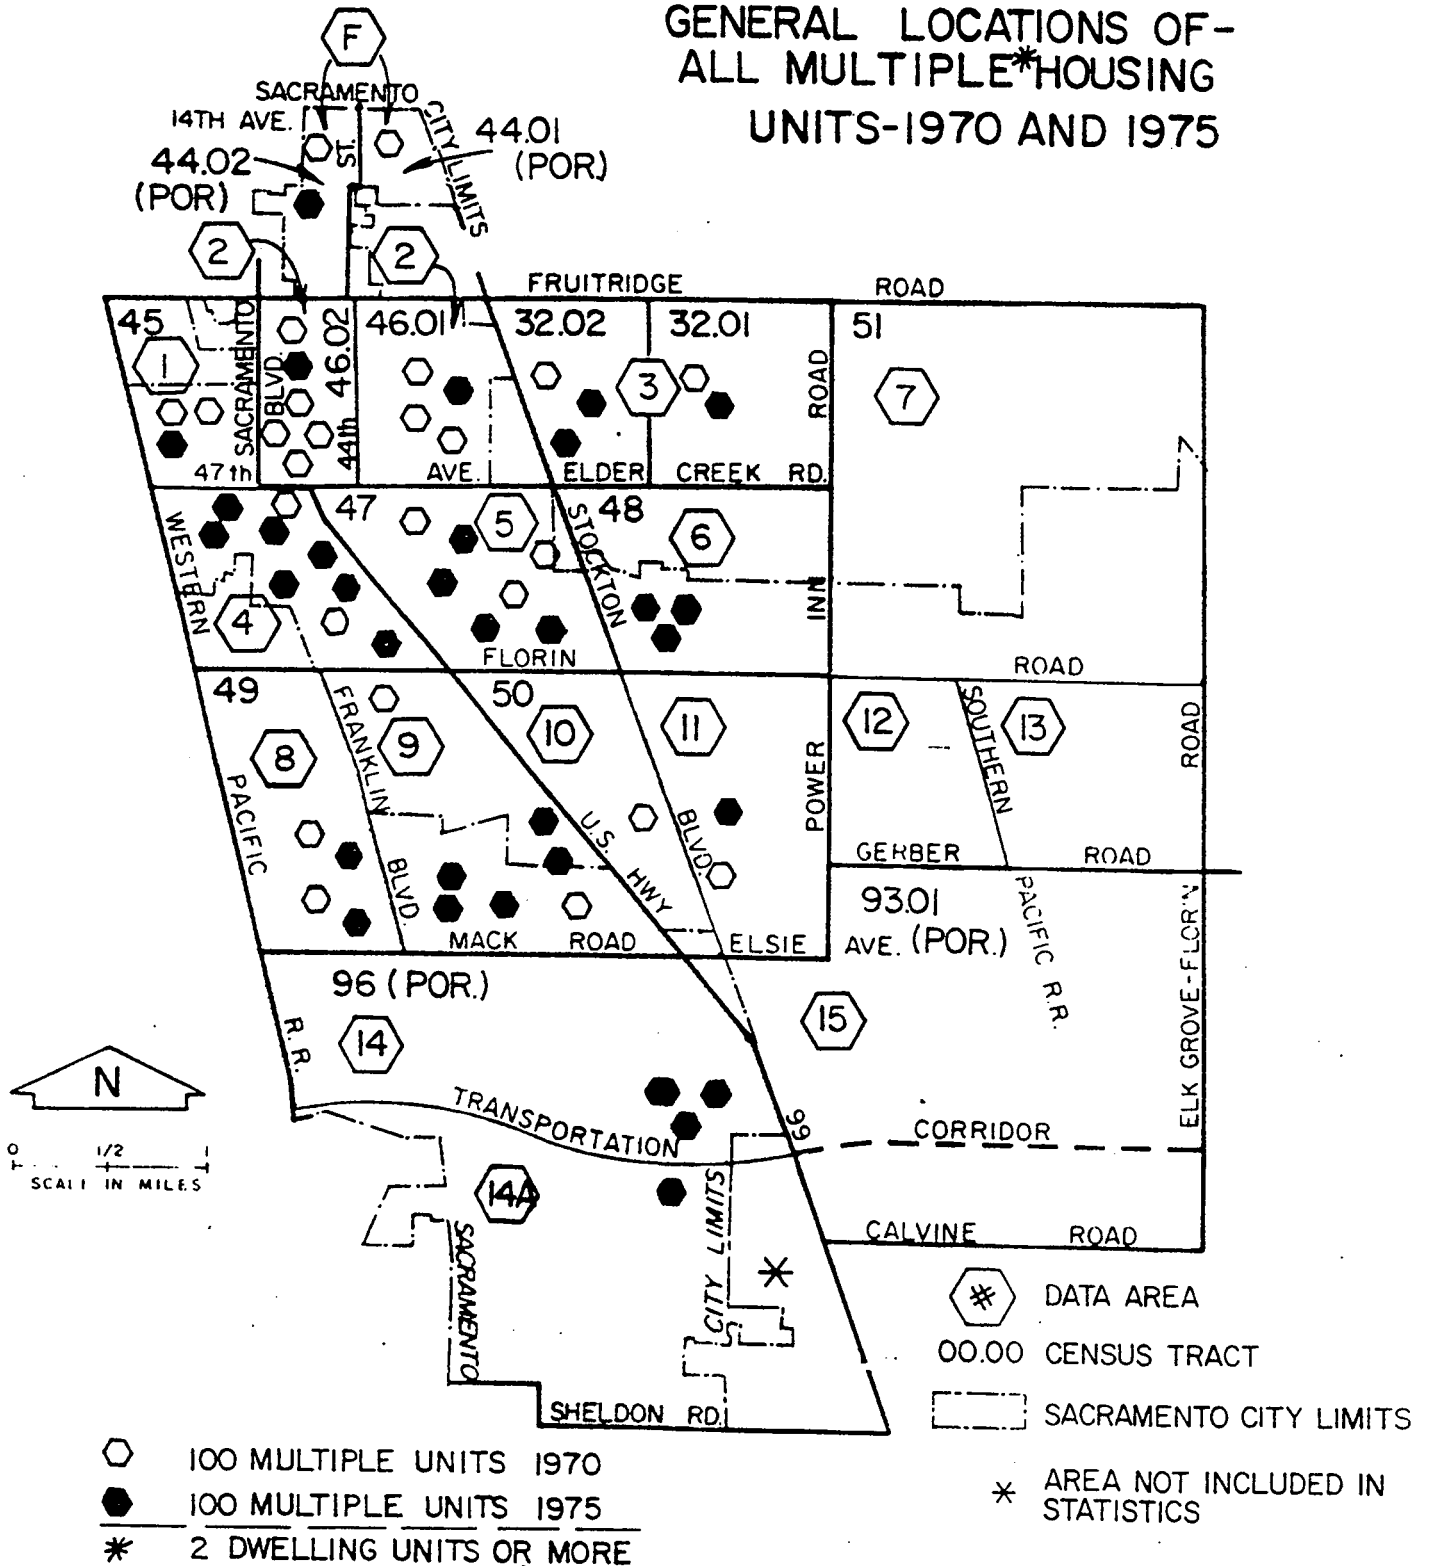 GENERAL LOCATIONS OF-
ALL MULTIPLE*HOUSING
UNITS-1970 AND 1975
F
SACRAMENTO
CITY LIMITS
14TH AVE.
ST.
44.01
(POR.)
44.02
(POR)
2
2
FRUITRIDGE ROAD
45
1
SACRAMENTO
BLVD.
46.02
44th
46.01
32.02
32.01
3
ROAD
51
7
47th AVE. ELDER CREEK RD.
47
5
48
6
WESTERN
4
STOCKTON
INN
FLORIN ROAD
49
8
FRANKLIN
9
50
10
11
12
SOUTHERN
13
ROAD
PACIFIC
BLVD.
U.S.
HWY
BLVD.
POWER
GERBER ROAD
MACK ROAD ELSIE AVE.
93.01
(POR.)
PACIFIC R.R.
ELK GROVE-FLOR'N
96 (POR.)
14
15
R.R.
N
TRANSPORTATION CORRIDOR
99
0 1/2 1
SCALE IN MILES
14A
SACRAMENTO
CITY LIMITS
*
CALVINE ROAD
SHELDON RD.
# DATA AREA
00.00 CENSUS TRACT
SACRAMENTO CITY LIMITS
* AREA NOT INCLUDED IN
STATISTICS
100 MULTIPLE UNITS 1970
100 MULTIPLE UNITS 1975
* 2 DWELLING UNITS OR MORE